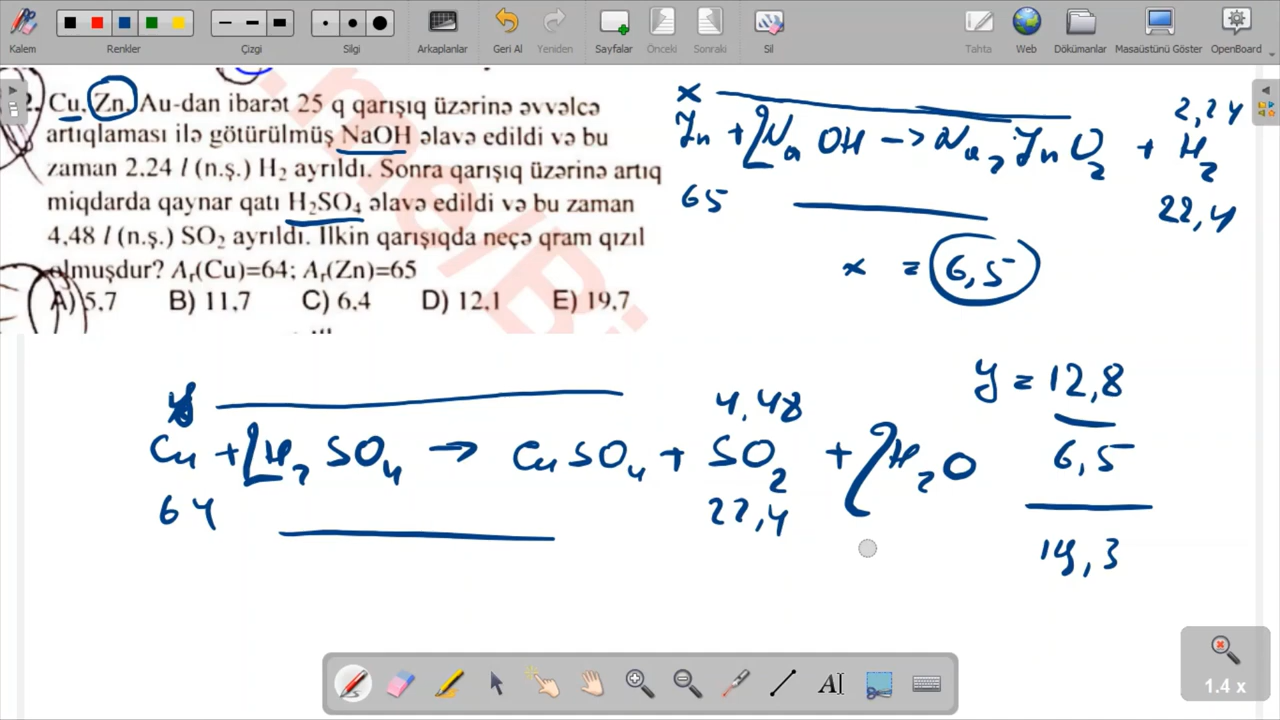 Kalem Renkler Çizgi Silgi Arkaplanlar Geri Al Yeniden Sayfalar Önceki Sonraki Sil Tahta Web Dökümanlar Masaüstünü Göster OpenBoard
2. Cu, Zn, Au-dan ibarət 25 q qarışıq üzərinə əvvəlcə
artıqlaması ilə götürülmüş NaOH əlavə edildi və bu
zaman 2.24 l (n.ş.) H₂ ayrıldı. Sonra qarışıq üzərinə artıq
miqdarda qaynar qatı H₂SO₄ əlavə edildi və bu zaman
4,48 l (n.ş.) SO₂ ayrıldı. Ilkin qarışıqda neçə qram qızıl
olmuşdur? Aᵣ(Cu)=64; Aᵣ(Zn)=65
A) 5,7 B) 11,7 C) 6,4 D) 12,1 E) 19,7
x 2,24
Zn + 2NaOH → Na₂ZnO₂ + H₂
65 22,4
x = 6,5
y 4,48
Cu + 2H₂SO₄ → CuSO₄ + SO₂ + 2H₂O
64 22,4
y = 12,8
6,5
19,3
1.4 x